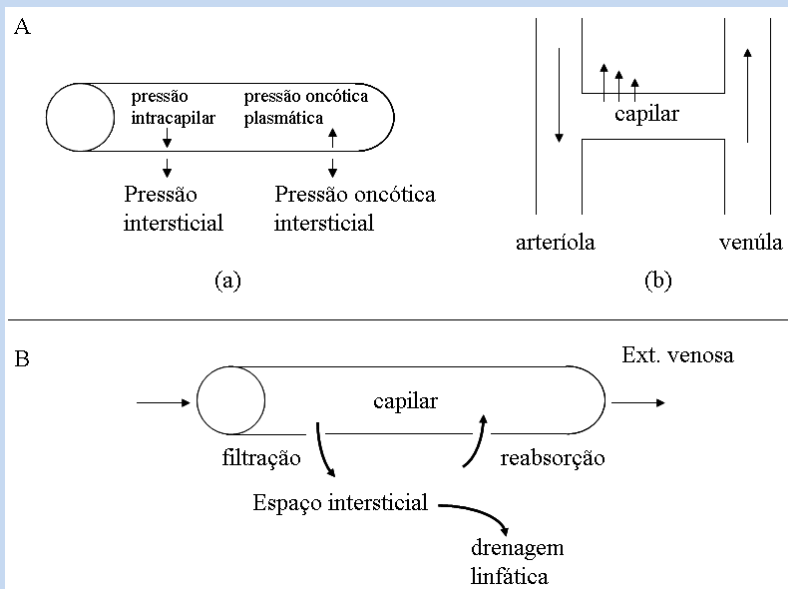 A
pressão
intracapilar
pressão oncótica
plasmática
Pressão
intersticial
Pressão oncótica
intersticial
(a)
capilar
arteríola
venúla
(b)
B
Ext. venosa
capilar
filtração
reabsorção
Espaço intersticial
drenagem
linfática